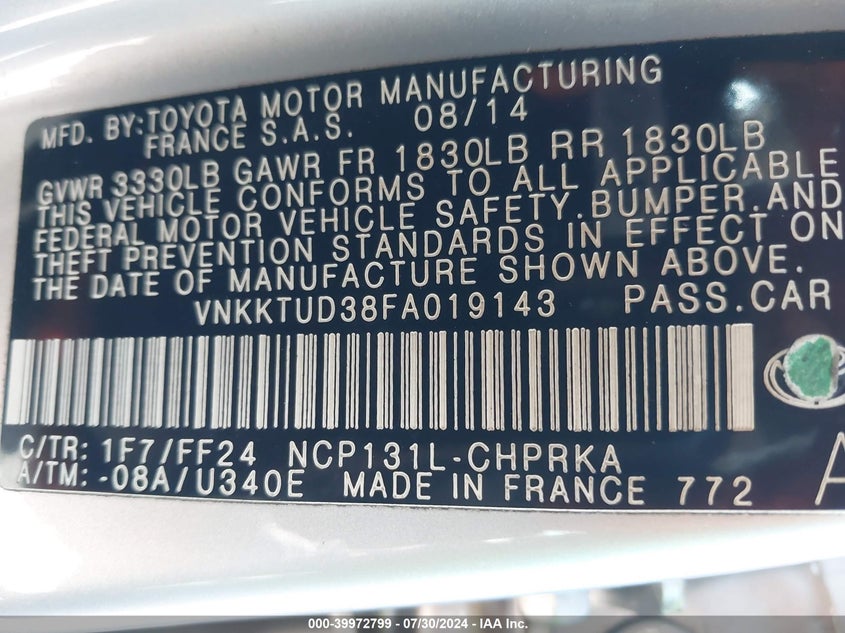 MFD. BY:TOYOTA MOTOR MANUFACTURING
FRANCE S.A.S. 08/14
GVWR 3330LB GAWR FR 1830LB RR 1830LB
THIS VEHICLE CONFORMS TO ALL APPLICABLE
FEDERAL MOTOR VEHICLE SAFETY,BUMPER,AND
THEFT PREVENTION STANDARDS IN EFFECT ON
THE DATE OF MANUFACTURE SHOWN ABOVE.
VNKKTUD38FA019143 PASS.CAR
C/TR: 1F7/FF24 NCP131L-CHPRKA
A/TM: -08A/U340E MADE IN FRANCE 772
A
000-39972799 - 07/30/2024 - IAA Inc.